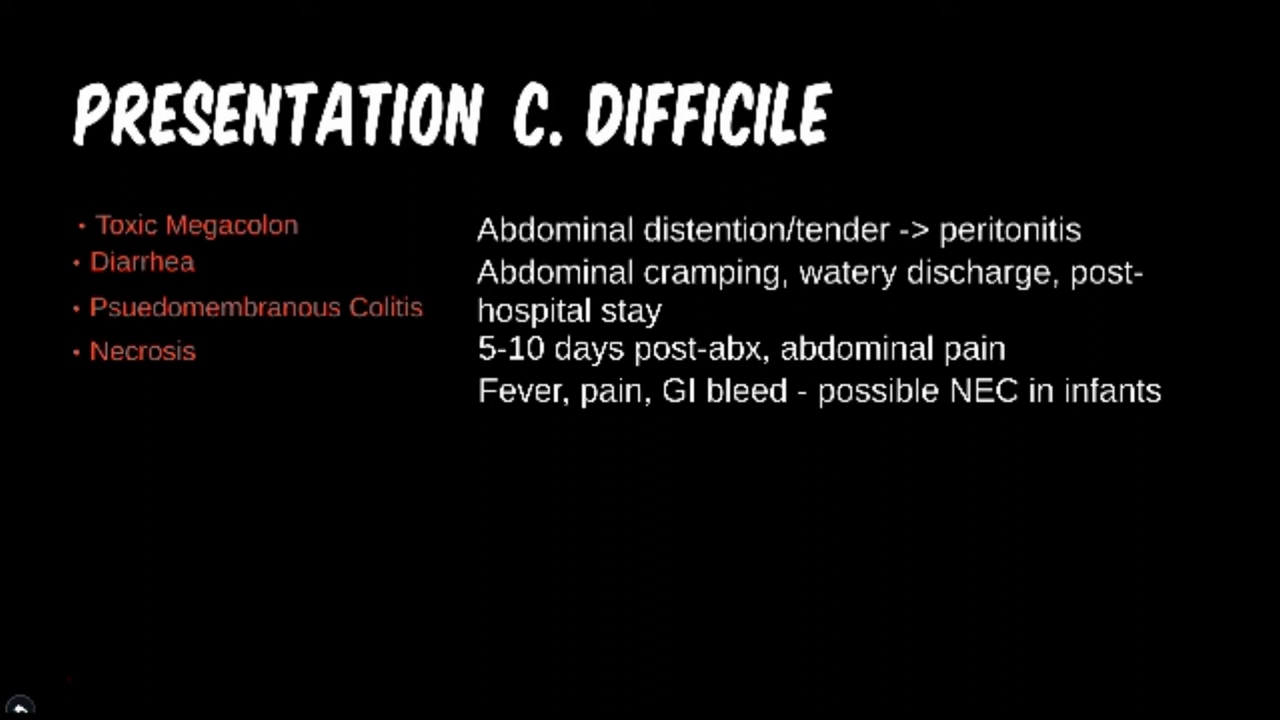 PRESENTATION C. DIFFICILE
• Toxic Megacolon
• Diarrhea
• Psuedomembranous Colitis
• Necrosis
Abdominal distention/tender -> peritonitis
Abdominal cramping, watery discharge, post-
hospital stay
5-10 days post-abx, abdominal pain
Fever, pain, GI bleed - possible NEC in infants